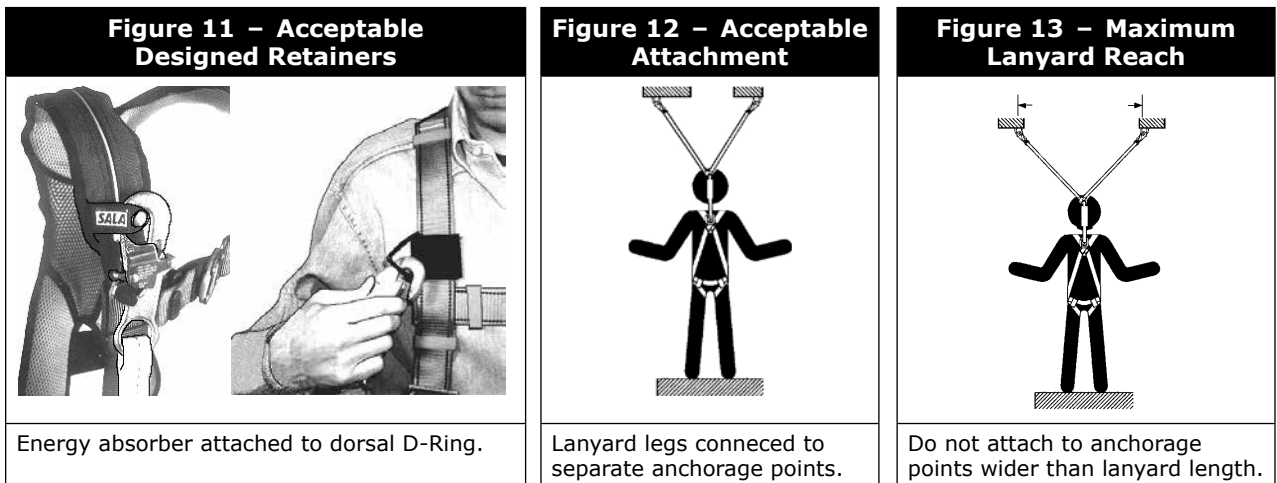 Figure 11 – Acceptable
Designed Retainers
SALA
Energy absorber attached to dorsal D-Ring.
Figure 12 – Acceptable
Attachment
Lanyard legs conneced to
separate anchorage points.
Figure 13 – Maximum
Lanyard Reach
Do not attach to anchorage
points wider than lanyard length.